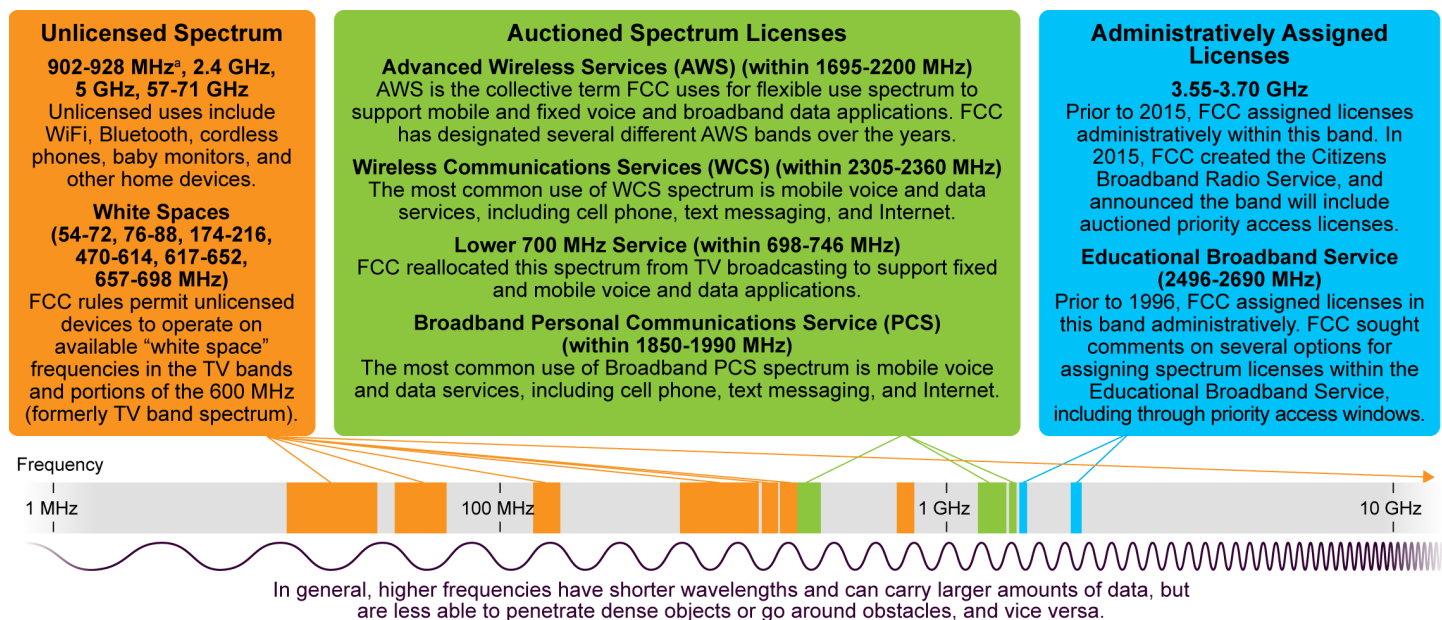 Unlicensed Spectrum
902-928 MHzᵃ, 2.4 GHz,
5 GHz, 57-71 GHz
Unlicensed uses include
WiFi, Bluetooth, cordless
phones, baby monitors, and
other home devices.
White Spaces
(54-72, 76-88, 174-216,
470-614, 617-652,
657-698 MHz)
FCC rules permit unlicensed
devices to operate on
available “white space”
frequencies in the TV bands
and portions of the 600 MHz
(formerly TV band spectrum).
Auctioned Spectrum Licenses
Advanced Wireless Services (AWS) (within 1695-2200 MHz)
AWS is the collective term FCC uses for flexible use spectrum to
support mobile and fixed voice and broadband data applications. FCC
has designated several different AWS bands over the years.
Wireless Communications Services (WCS) (within 2305-2360 MHz)
The most common use of WCS spectrum is mobile voice and data
services, including cell phone, text messaging, and Internet.
Lower 700 MHz Service (within 698-746 MHz)
FCC reallocated this spectrum from TV broadcasting to support fixed
and mobile voice and data applications.
Broadband Personal Communications Service (PCS)
(within 1850-1990 MHz)
The most common use of Broadband PCS spectrum is mobile voice
and data services, including cell phone, text messaging, and Internet.
Administratively Assigned
Licenses
3.55-3.70 GHz
Prior to 2015, FCC assigned licenses
administratively within this band. In
2015, FCC created the Citizens
Broadband Radio Service, and
announced the band will include
auctioned priority access licenses.
Educational Broadband Service
(2496-2690 MHz)
Prior to 1996, FCC assigned licenses in
this band administratively. FCC sought
comments on several options for
assigning spectrum licenses within the
Educational Broadband Service,
including through priority access windows.
Frequency
1 MHz
100 MHz
1 GHz
10 GHz
In general, higher frequencies have shorter wavelengths and can carry larger amounts of data, but
are less able to penetrate dense objects or go around obstacles, and vice versa.